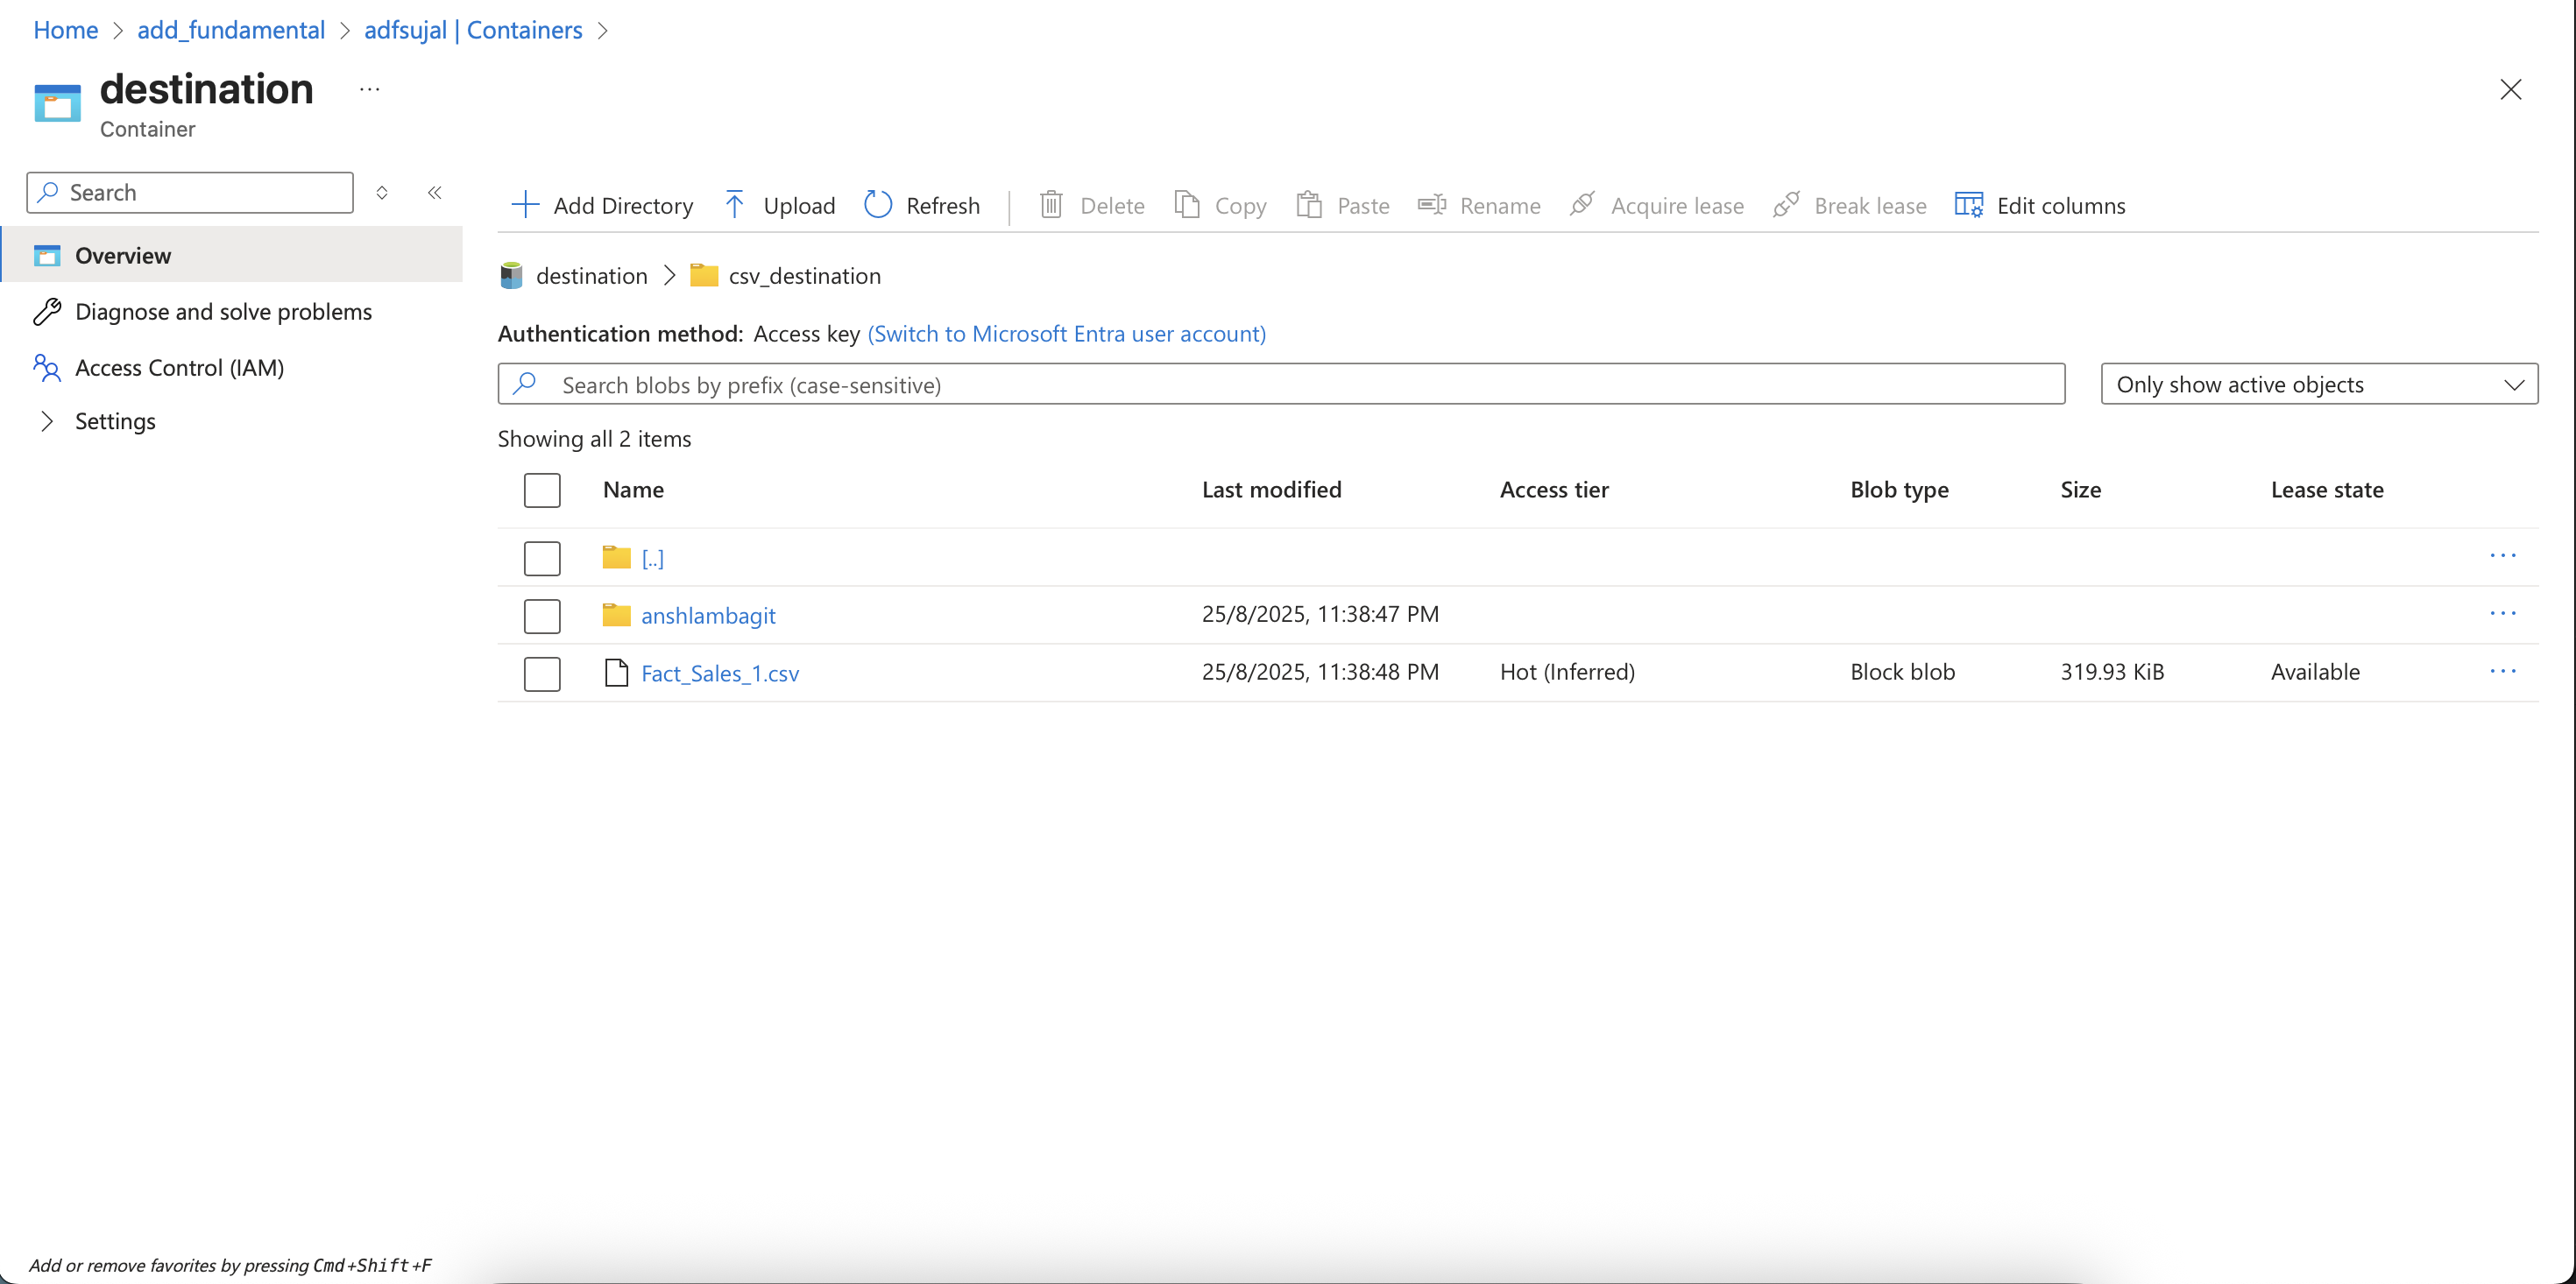 Home > add_fundamental > adfsujal | Containers >
destination ...
Container
Search
Overview
Diagnose and solve problems
Access Control (IAM)
Settings
Add Directory Upload Refresh | Delete Copy Paste Rename Acquire lease Break lease Edit columns
destination > csv_destination
Authentication method: Access key (Switch to Microsoft Entra user account)
Search blobs by prefix (case-sensitive) Only show active objects
Showing all 2 items
Name Last modified Access tier Blob type Size Lease state
[..] ...
anshlambagit 25/8/2025, 11:38:47 PM ...
Fact_Sales_1.csv 25/8/2025, 11:38:48 PM Hot (Inferred) Block blob 319.93 KiB Available ...
Add or remove favorites by pressing Cmd+Shift+F